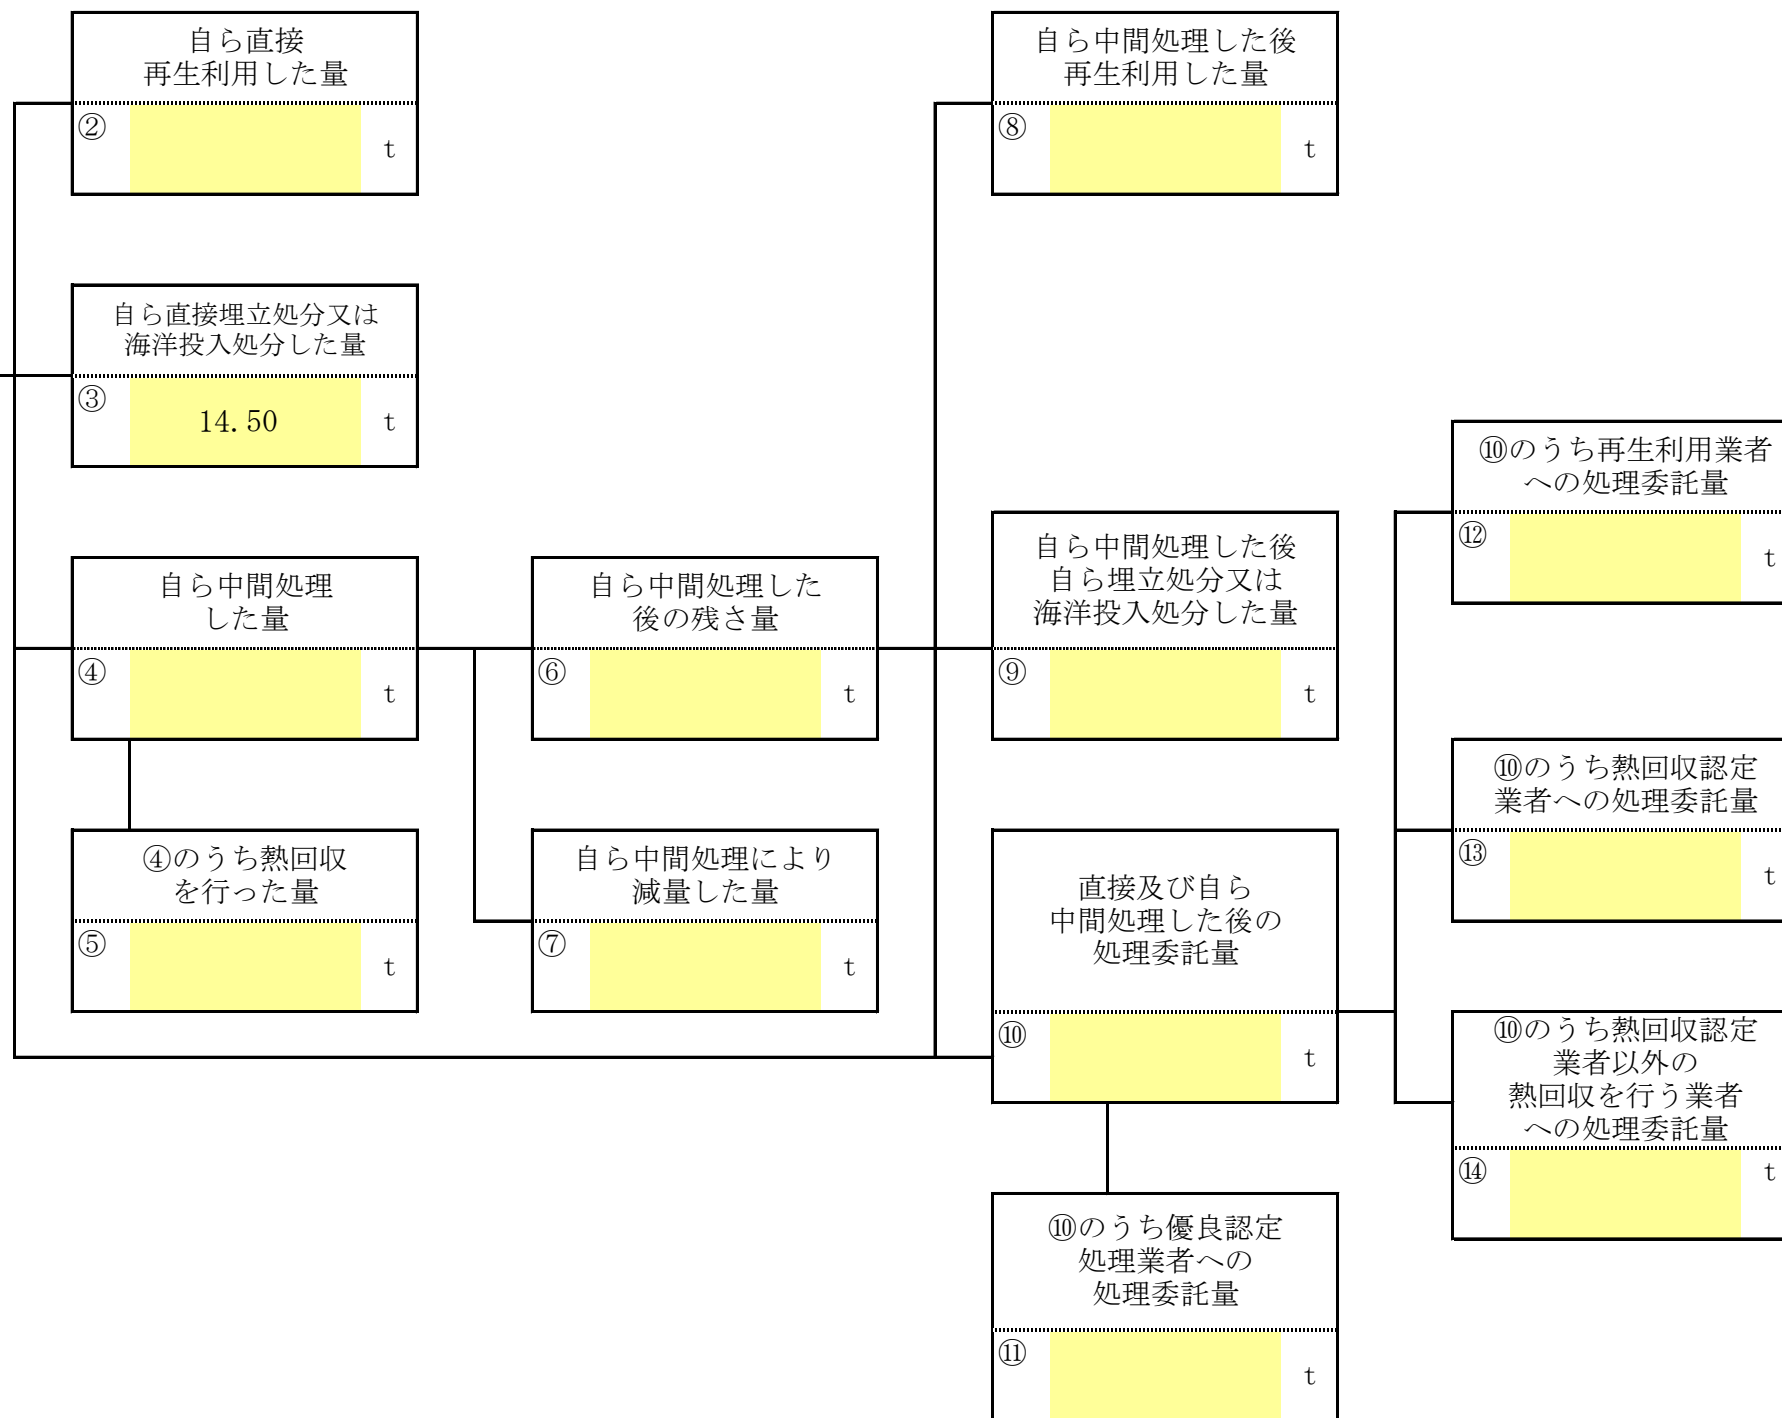 自ら直接
再生利用した量
②
t
自ら中間処理した後
再生利用した量
⑧
t
自ら直接埋立処分又は
海洋投入処分した量
③
14.50
t
⑩のうち再生利用業者
への処理委託量
⑫
t
自ら中間処理
した量
④
t
自ら中間処理した
後の残さ量
⑥
t
自ら中間処理した後
自ら埋立処分又は
海洋投入処分した量
⑨
t
⑩のうち熱回収認定
業者への処理委託量
⑬
t
④のうち熱回収
を行った量
⑤
t
自ら中間処理により
減量した量
⑦
t
直接及び自ら
中間処理した後の
処理委託量
⑩
t
⑩のうち熱回収認定
業者以外の
熱回収を行う業者
への処理委託量
⑭
t
⑩のうち優良認定
処理業者への
処理委託量
⑪
t